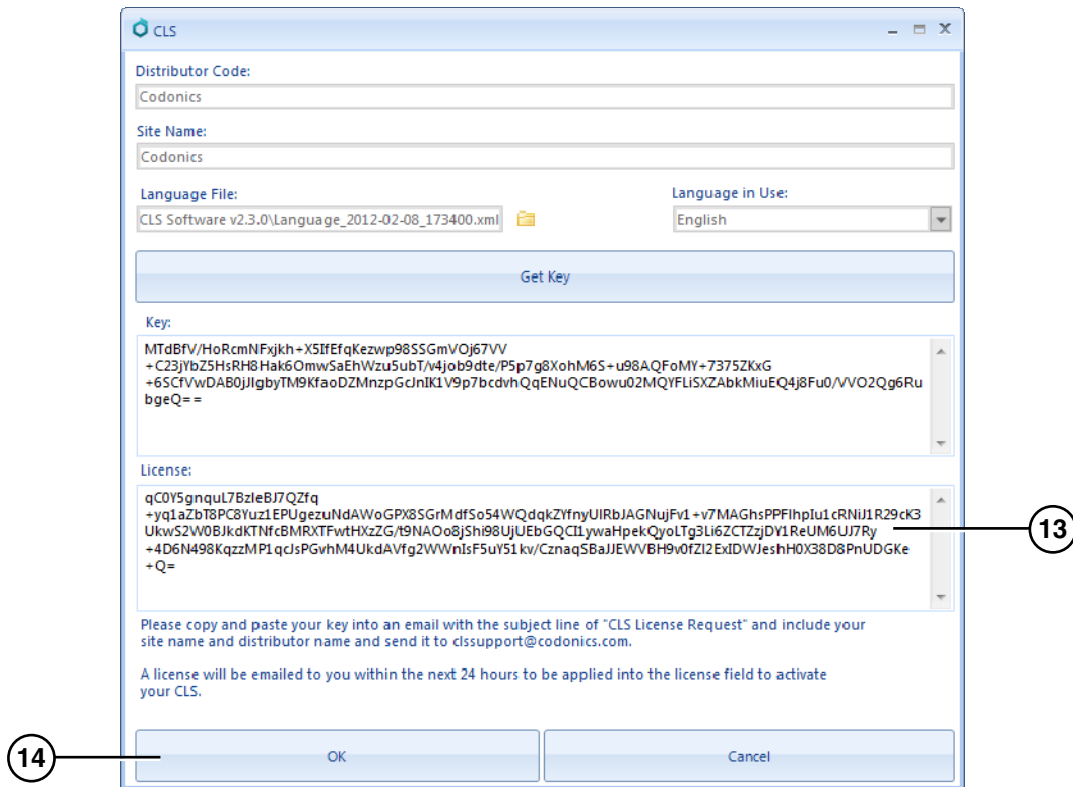 CLS
Distributor Code:
Codonics
Site Name:
Codonics
Language File:
Language in Use:
CLS Software v2.3.0\Language_2012-02-08_173400.xml
English
Get Key
Key:
MTdBfV/HoRcmNFxjkh+X5IfEfqKezwp98SSGmVOj67VV
+C23jYbZ5HsRH8Hak6OmwSaEhWzu5ubT/v4job9dte/P5p7g8XohM6S+u98AQFoMY+7375ZKxG
+6SCfVwDAB0jJIgbyTM9KfaoDZMnzpGcJnIK1V9p7bcdvhQqENuQCBowu02MQYFLiSXZAbkMiuEQ4j8Fu0/VVO2Qg6Ru
bgeQ==
License:
qC0Y5gnquL7BzleBJ7QZfq
+yq1aZbT8PC8Yuz1EPUgezuNdAWoGPX8SGrMdfSo54WQdqkZYfnyUIRbJAGNujFv1+v7MAGhsPPFlhpIu1cRNiJ1R29cK3
UkwS2W0BJkdKTNfcBMRXTFwtHXzZG/t9NAOo8jShi98UjUEbGQCI1ywaHpekQyoLTg3Li6ZCTZzjDY1ReUM6UJ7Ry
+4D6N498KqzzMP1qcJsPGvhM4UkdAVfg2WWnIsF5uY51kv/CznaqSBaJJEWVBH9v0fZI2ExIDWJeslhH0X38D8PnUDGKe
+Q=
13
Please copy and paste your key into an email with the subject line of "CLS License Request" and include your
site name and distributor name and send it to clssupport@codonics.com.
A license will be emailed to you within the next 24 hours to be applied into the license field to activate
your CLS.
14
OK
Cancel